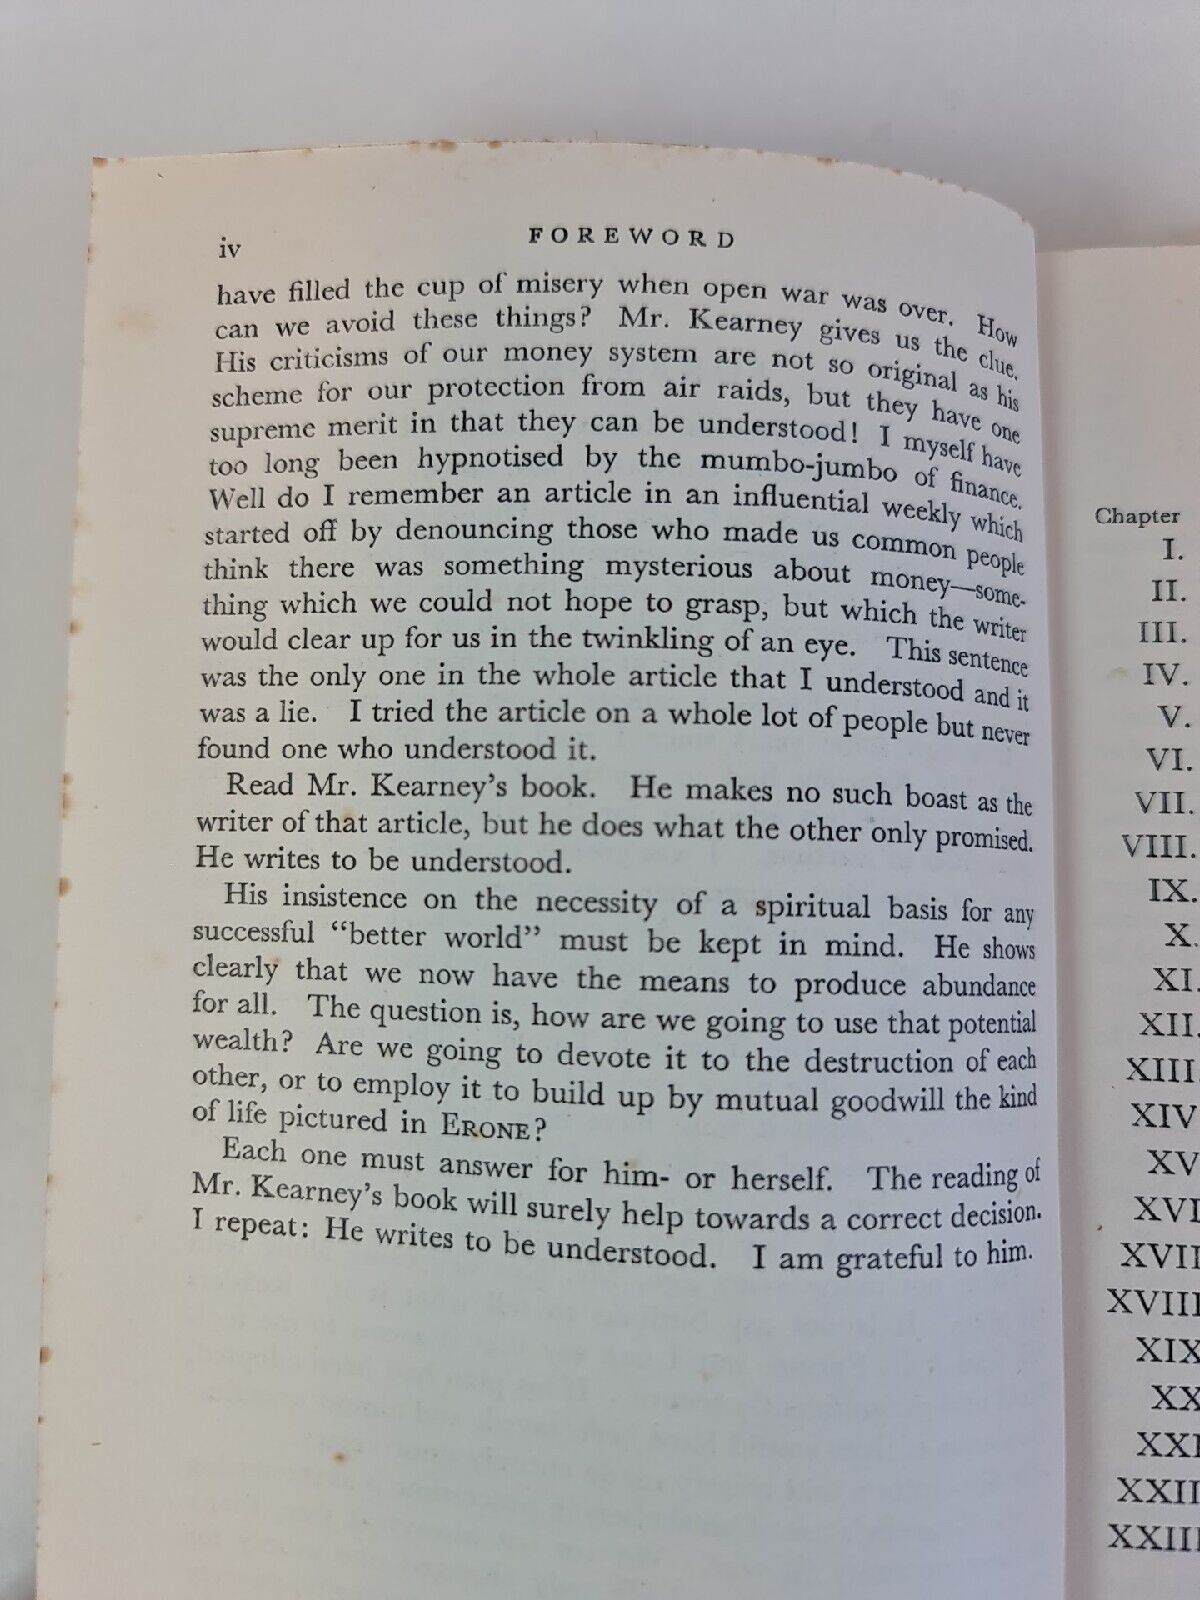 iv
FOREWORD
have filled the cup of misery when open war was over. How
can we avoid these things? Mr. Kearney gives us the clue.
His criticisms of our money system are not so original as his
scheme for our protection from air raids, but they have one
supreme merit in that they can be understood! I myself have
too long been hypnotised by the mumbo-jumbo of finance.
Well do I remember an article in an influential weekly which
started off by denouncing those who made us common people
think there was something mysterious about money—some-
thing which we could not hope to grasp, but which the writer
would clear up for us in the twinkling of an eye. This sentence
was the only one in the whole article that I understood and it
was a lie. I tried the article on a whole lot of people but never
found one who understood it.
Read Mr. Kearney's book. He makes no such boast as the
writer of that article, but he does what the other only promised.
He writes to be understood.
His insistence on the necessity of a spiritual basis for any
successful "better world" must be kept in mind. He shows
clearly that we now have the means to produce abundance
for all. The question is, how are we going to use that potential
wealth? Are we going to devote it to the destruction of each
other, or to employ it to build up by mutual goodwill the kind
of life pictured in ERONE?
Each one must answer for him- or herself. The reading of
Mr. Kearney's book will surely help towards a correct decision.
I repeat: He writes to be understood. I am grateful to him.
Chapter
I.
II.
III.
IV.
V.
VI.
VII.
VIII.
IX.
X.
XI.
XII.
XIII
XIV
XV
XVI
XVII
XVIII
XIX
XX
XXI
XXII
XXIII